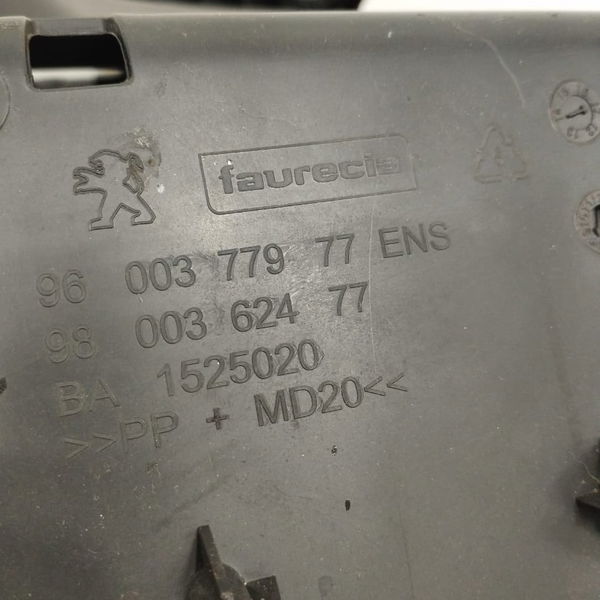 faurecia
96 003 779 77 ENS
98 003 624 77
BA 1525020
>>PP + MD20<<